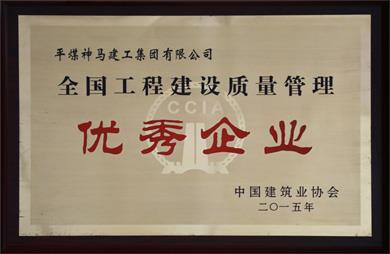 平煤神马建工集团有限公司
全国工程建设质量管理
CCIA
优秀企业
中国建筑业协会
二〇一五年